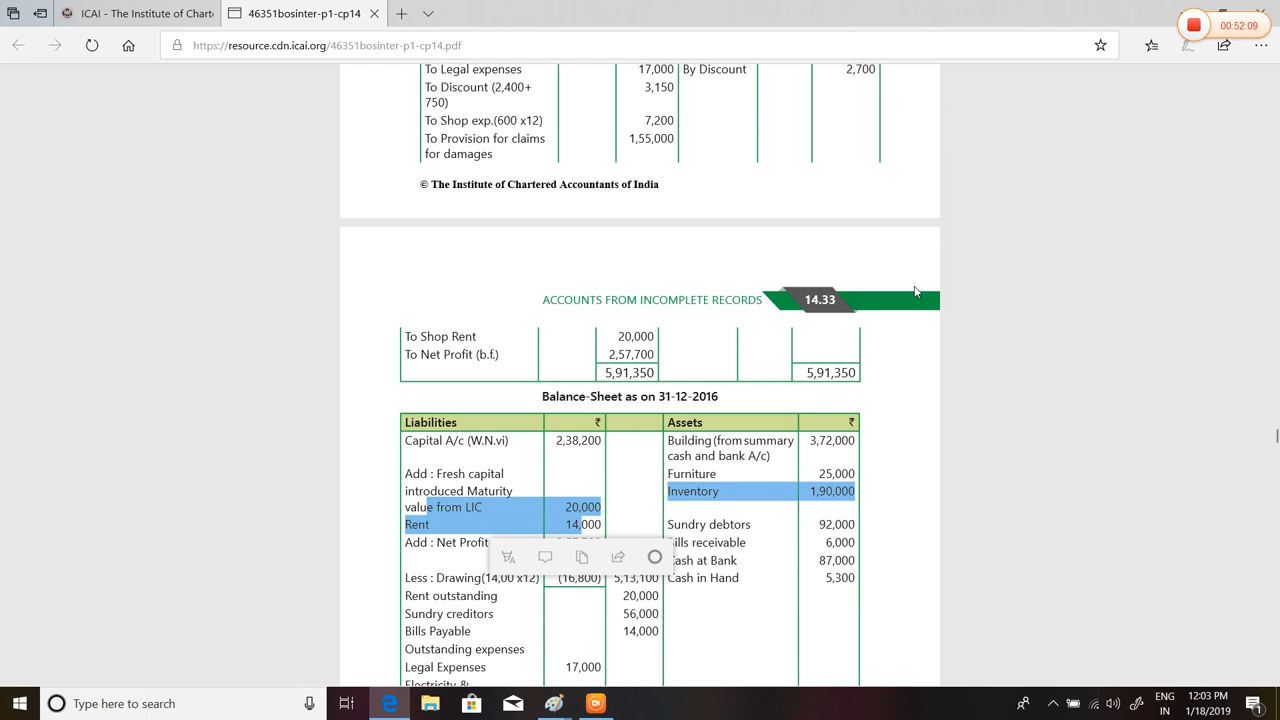 ICAI - The Institute of Chart
46351bosinter-p1-cp14
00:52:09
https://resource.cdn.icai.org/46351bosinter-p1-cp14.pdf
To Legal expenses 17,000 By Discount 2,700
To Discount (2,400+ 3,150
750)
To Shop exp.(600 x12) 7,200
To Provision for claims 1,55,000
for damages
© The Institute of Chartered Accountants of India
ACCOUNTS FROM INCOMPLETE RECORDS 14.33
To Shop Rent 20,000
To Net Profit (b.f.) 2,57,700
5,91,350 5,91,350
Balance-Sheet as on 31-12-2016
Liabilities ₹ Assets ₹
Capital A/c (W.N.vi) 2,38,200 Building (from summary 3,72,000
cash and bank A/c)
Add : Fresh capital Furniture 25,000
introduced Maturity Inventory 1,90,000
value from LIC 20,000
Rent 14,000 Sundry debtors 92,000
Add : Net Profit Bills receivable 6,000
Cash at Bank 87,000
Less : Drawing(14,00 x12) (16,800) 5,13,100 Cash in Hand 5,300
Rent outstanding 20,000
Sundry creditors 56,000
Bills Payable 14,000
Outstanding expenses
Legal Expenses 17,000
Type here to search
ENG 12:03 PM
IN 1/18/2019